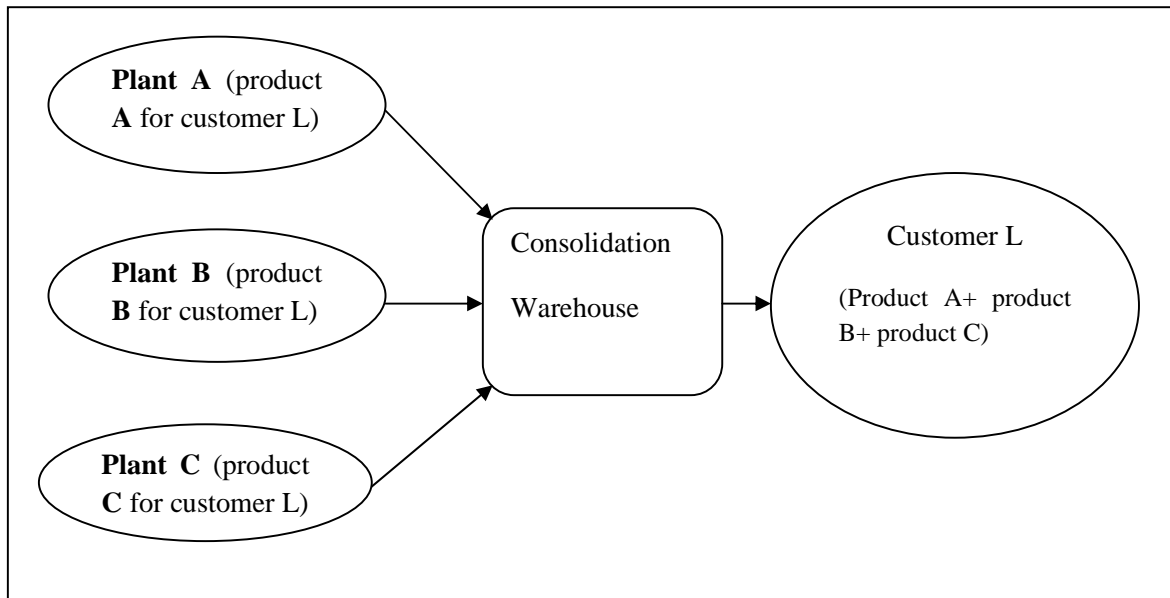 Plant A (product
A for customer L)
Plant B (product
B for customer L)
Plant C (product
C for customer L)
Consolidation
Warehouse
Customer L
(Product A+ product
B+ product C)